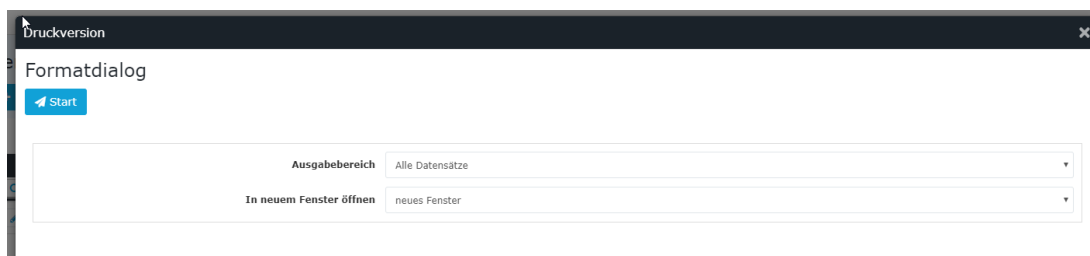 Druckversion
Formatdialog
Start
Ausgabebereich Alle Datensätze
In neuem Fenster öffnen neues Fenster